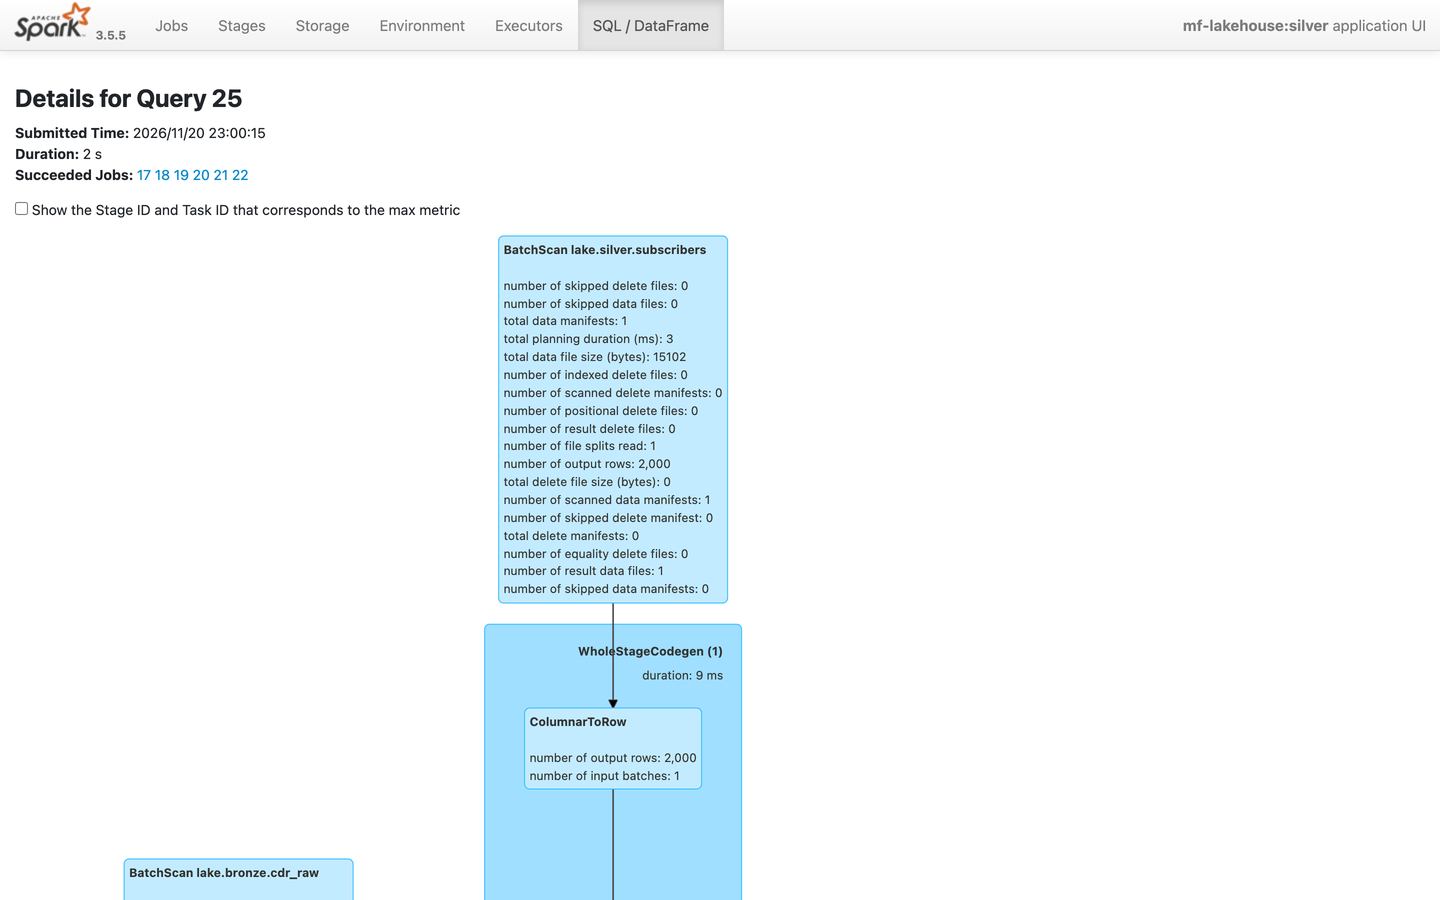 APACHE
Spark 3.5.5
Jobs
Stages
Storage
Environment
Executors
SQL / DataFrame
mf-lakehouse:silver application UI
Details for Query 25
Submitted Time: 2026/11/20 23:00:15
Duration: 2 s
Succeeded Jobs: 17 18 19 20 21 22
Show the Stage ID and Task ID that corresponds to the max metric
BatchScan lake.silver.subscribers
number of skipped delete files: 0
number of skipped data files: 0
total data manifests: 1
total planning duration (ms): 3
total data file size (bytes): 15102
number of indexed delete files: 0
number of scanned delete manifests: 0
number of positional delete files: 0
number of result delete files: 0
number of file splits read: 1
number of output rows: 2,000
total delete file size (bytes): 0
number of scanned data manifests: 1
number of skipped delete manifest: 0
total delete manifests: 0
number of equality delete files: 0
number of result data files: 1
number of skipped data manifests: 0
WholeStageCodegen (1)
duration: 9 ms
ColumnarToRow
number of output rows: 2,000
number of input batches: 1
BatchScan lake.bronze.cdr_raw